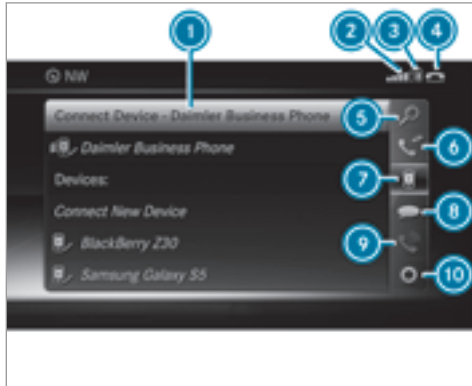 1
2
3
4
NW
Connect Device - Daimler Business Phone
5
Daimler Business Phone
6
Devices:
7
Connect New Device
8
BlackBerry Z30
9
Samsung Galaxy S5
10